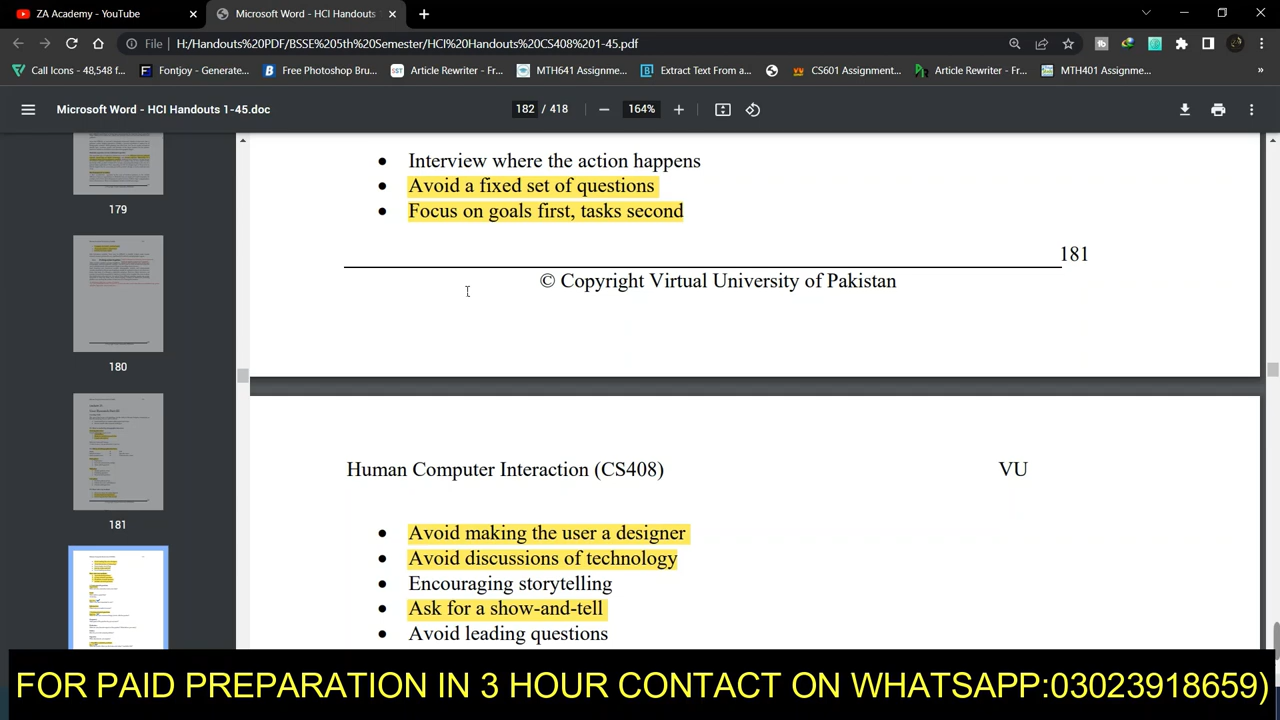 ZA Academy - YouTube
Microsoft Word - HCI Handouts
File
H:/Handouts%20PDF/BSSE%205th%20Semester/HCI%20Handouts%20CS408%201-45.pdf
Call Icons - 48,548 f...
Fontjoy - Generate...
Free Photoshop Bru...
Article Rewriter - Fr...
MTH641 Assignme...
Extract Text From a...
CS601 Assignment...
Article Rewriter - Fr...
MTH401 Assignme...
Microsoft Word - HCI Handouts 1-45.doc
182 / 418
164%
179
180
181
• Interview where the action happens
• Avoid a fixed set of questions
• Focus on goals first, tasks second
181
© Copyright Virtual University of Pakistan
Human Computer Interaction (CS408)
VU
• Avoid making the user a designer
• Avoid discussions of technology
• Encouraging storytelling
• Ask for a show-and-tell
• Avoid leading questions
FOR PAID PREPARATION IN 3 HOUR CONTACT ON WHATSAPP:03023918659)